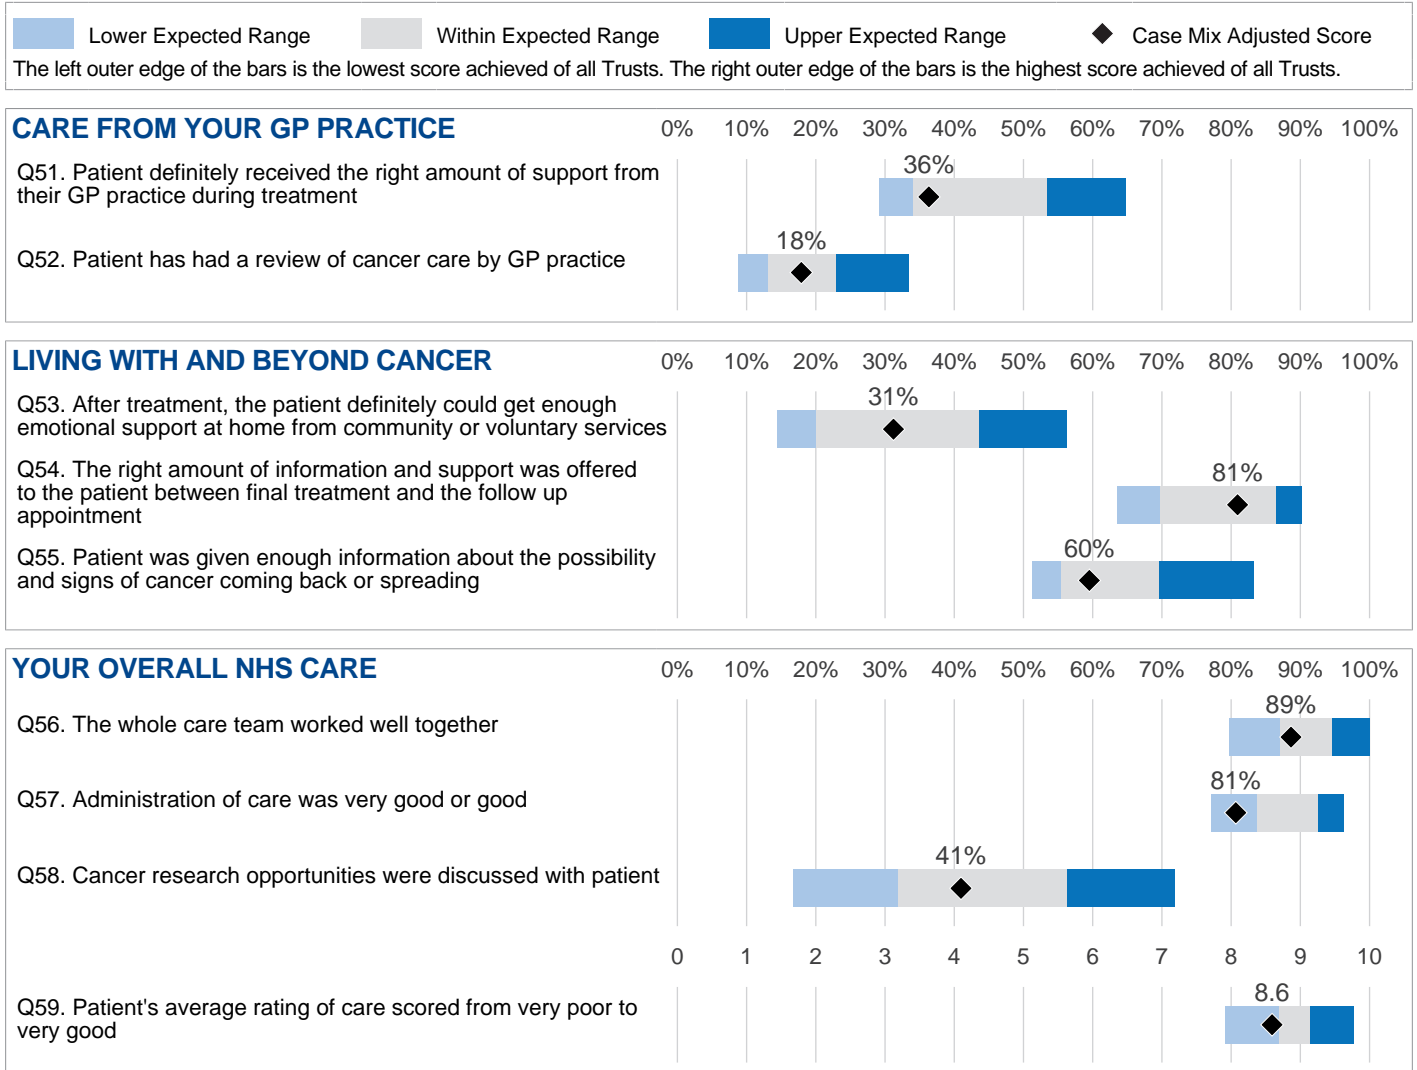 Lower Expected Range Within Expected Range Upper Expected Range Case Mix Adjusted Score
The left outer edge of the bars is the lowest score achieved of all Trusts. The right outer edge of the bars is the highest score achieved of all Trusts.
CARE FROM YOUR GP PRACTICE 0% 10% 20% 30% 40% 50% 60% 70% 80% 90% 100%
Q51. Patient definitely received the right amount of support from
their GP practice during treatment
36%
Q52. Patient has had a review of cancer care by GP practice
18%
LIVING WITH AND BEYOND CANCER 0% 10% 20% 30% 40% 50% 60% 70% 80% 90% 100%
Q53. After treatment, the patient definitely could get enough
emotional support at home from community or voluntary services
31%
Q54. The right amount of information and support was offered
to the patient between final treatment and the follow up
appointment
81%
Q55. Patient was given enough information about the possibility
and signs of cancer coming back or spreading
60%
YOUR OVERALL NHS CARE 0% 10% 20% 30% 40% 50% 60% 70% 80% 90% 100%
Q56. The whole care team worked well together
89%
Q57. Administration of care was very good or good
81%
Q58. Cancer research opportunities were discussed with patient
41%
0 1 2 3 4 5 6 7 8 9 10
Q59. Patient's average rating of care scored from very poor to
very good
8.6